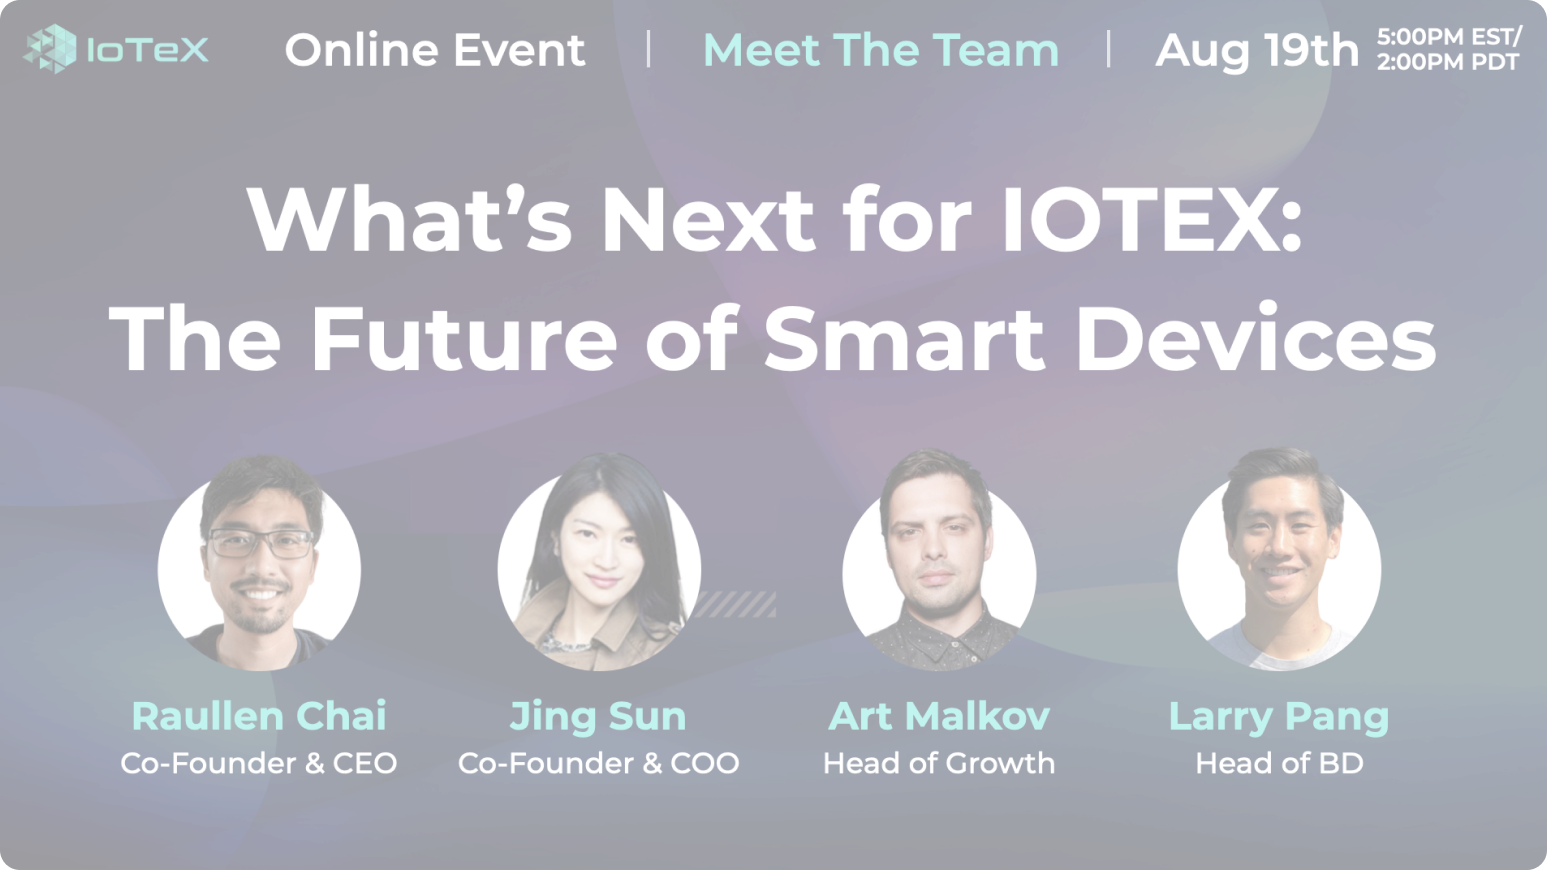 IoTeX
Online Event | Meet The Team | Aug 19th 5:00PM EST/
2:00PM PDT
What's Next for IOTEX:
The Future of Smart Devices
Raullen Chai
Co-Founder & CEO
Jing Sun
Co-Founder & COO
Art Malkov
Head of Growth
Larry Pang
Head of BD